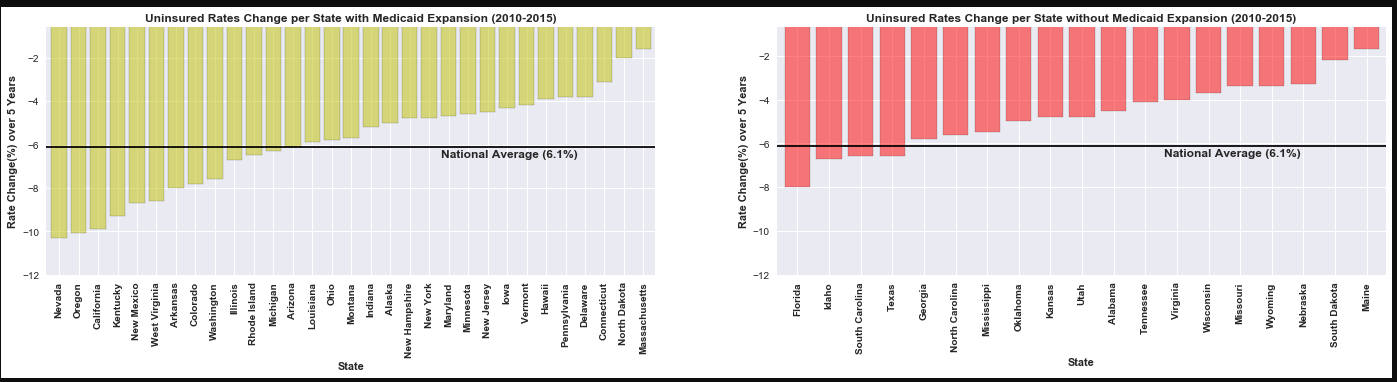 Uninsured Rates Change per State with Medicaid Expansion (2010-2015)
Rate Change(%) over 5 Years
−2
−4
−6
−8
−10
−12
National Average (6.1%)
Nevada
Oregon
California
Kentucky
New Mexico
West Virginia
Arkansas
Colorado
Washington
Illinois
Rhode Island
Michigan
Arizona
Louisiana
Ohio
Montana
Indiana
Alaska
New Hampshire
New York
Maryland
Minnesota
New Jersey
Iowa
Vermont
Hawaii
Pennsylvania
Delaware
Connecticut
North Dakota
Massachusetts
State
Uninsured Rates Change per State without Medicaid Expansion (2010-2015)
Rate Change(%) over 5 Years
−2
−4
−6
−8
−10
−12
National Average (6.1%)
Florida
Idaho
South Carolina
Texas
Georgia
North Carolina
Mississippi
Oklahoma
Kansas
Utah
Alabama
Tennessee
Virginia
Wisconsin
Missouri
Wyoming
Nebraska
South Dakota
Maine
State